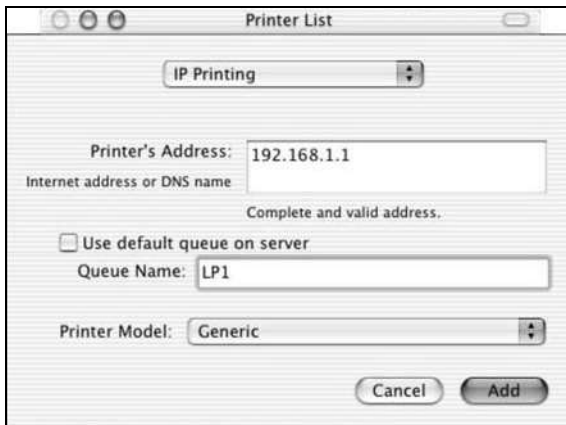 Printer List
IP Printing
Printer's Address: 192.168.1.1
Internet address or DNS name
Complete and valid address.
Use default queue on server
Queue Name: LP1
Printer Model: Generic
Cancel Add